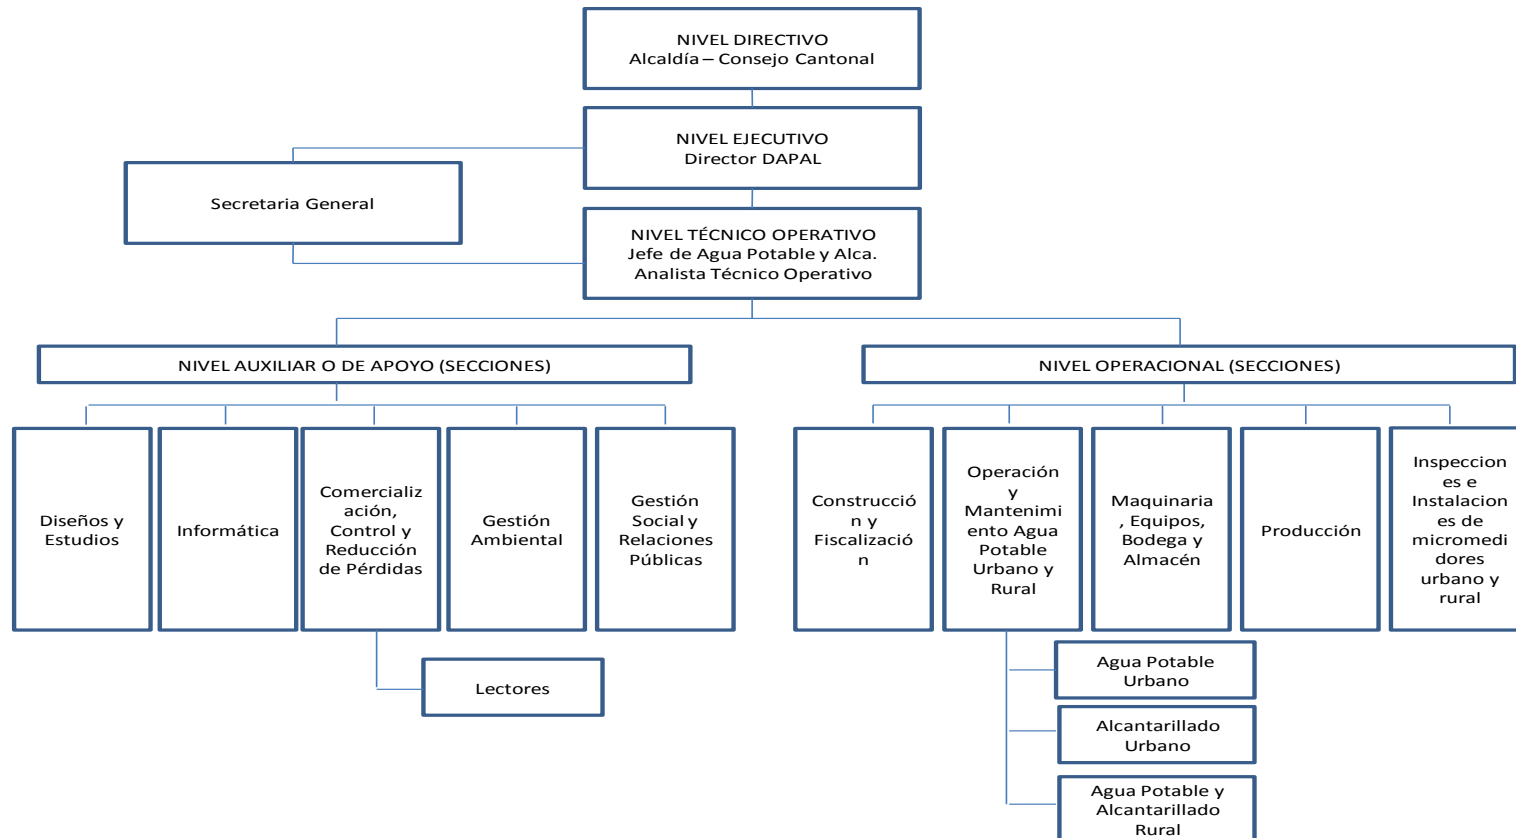 NIVEL DIRECTIVO
Alcaldía – Consejo Cantonal
NIVEL EJECUTIVO
Director DAPAL
Secretaria General
NIVEL TÉCNICO OPERATIVO
Jefe de Agua Potable y Alca.
Analista Técnico Operativo
NIVEL AUXILIAR O DE APOYO (SECCIONES)
NIVEL OPERACIONAL (SECCIONES)
Diseños y
Estudios
Informática
Comercializ
ación,
Control y
Reducción
de Pérdidas
Gestión
Ambiental
Gestión
Social y
Relaciones
Públicas
Construcció
n y
Fiscalizació
n
Operación
y
Mantenimi
ento Agua
Potable
Urbano y
Rural
Maquinaria
, Equipos,
Bodega y
Almacén
Producción
Inspeccion
es e
Instalacion
es de
micromedi
dores
urbano y
rural
Lectores
Agua Potable
Urbano
Alcantarillado
Urbano
Agua Potable y
Alcantarillado
Rural